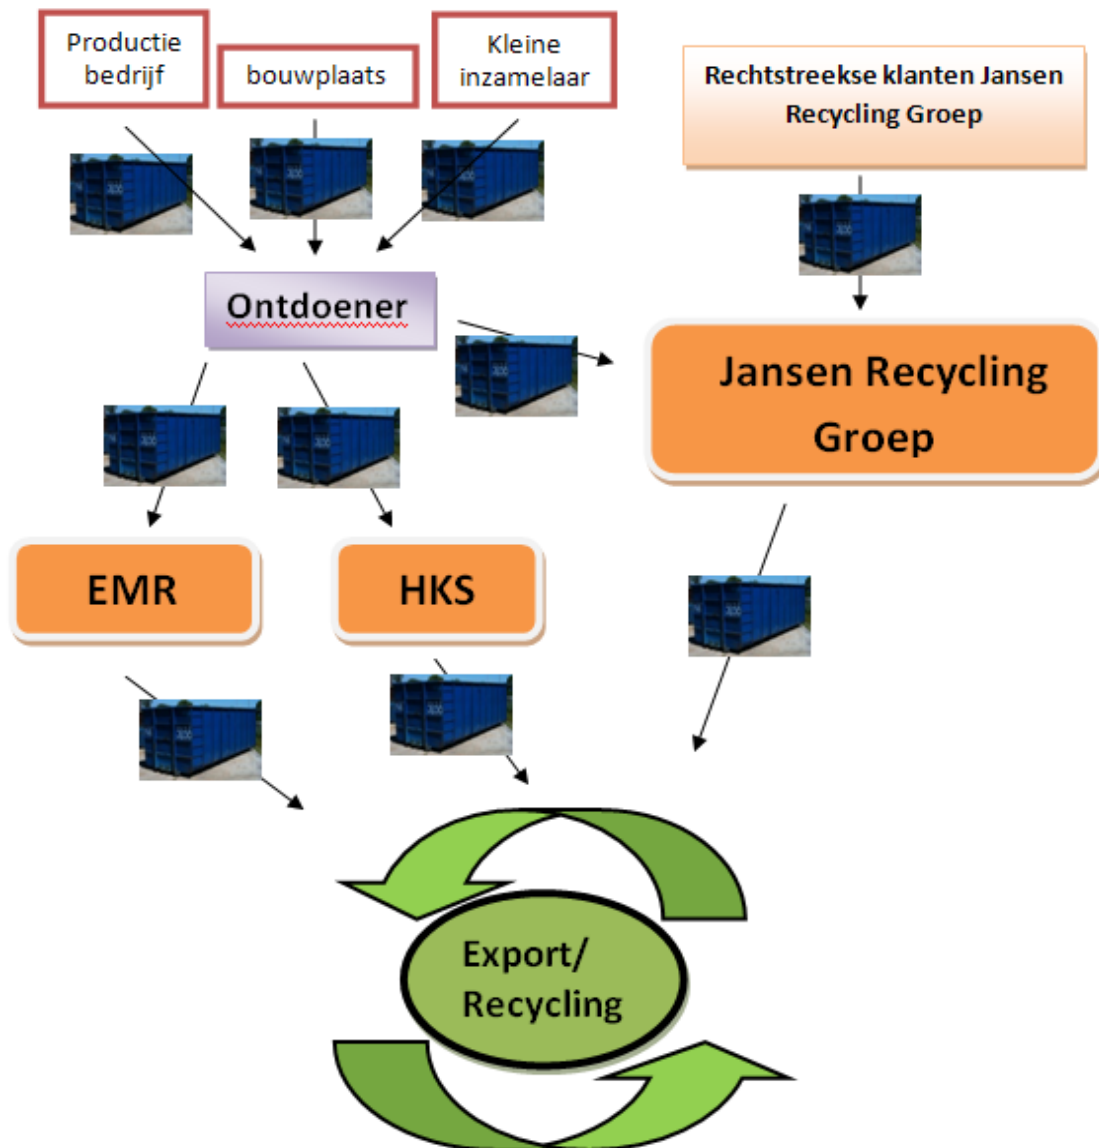 Productie
bedrijf
bouwplaats
Kleine
inzamelaar
Rechtstreekse klanten Jansen
Recycling Groep
Ontdoener
Jansen Recycling
Groep
EMR
HKS
Export/
Recycling